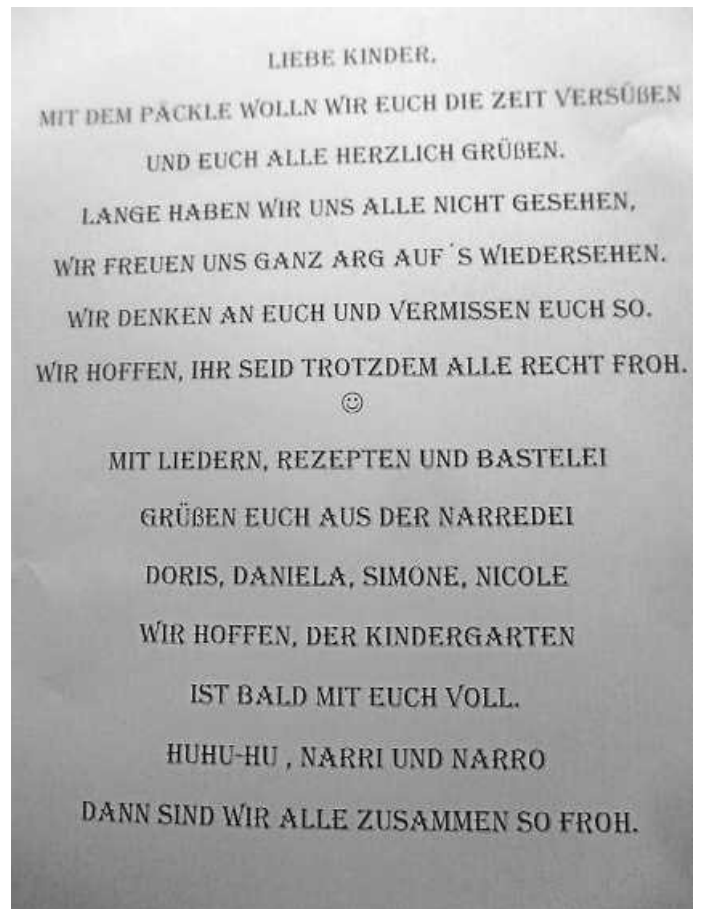 LIEBE KINDER,
MIT DEM PÄCKLE WOLLN WIR EUCH DIE ZEIT VERSÜßEN
UND EUCH ALLE HERZLICH GRÜßEN.
LANGE HABEN WIR UNS ALLE NICHT GESEHEN,
WIR FREUEN UNS GANZ ARG AUF´S WIEDERSEHEN.
WIR DENKEN AN EUCH UND VERMISSEN EUCH SO.
WIR HOFFEN, IHR SEID TROTZDEM ALLE RECHT FROH.
☺
MIT LIEDERN, REZEPTEN UND BASTELEI
GRÜßEN EUCH AUS DER NARREDEI
DORIS, DANIELA, SIMONE, NICOLE
WIR HOFFEN, DER KINDERGARTEN
IST BALD MIT EUCH VOLL.
HUHU-HU , NARRI UND NARRO
DANN SIND WIR ALLE ZUSAMMEN SO FROH.